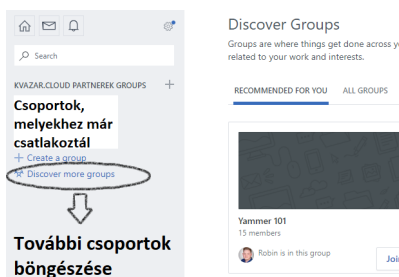 Search
KVAZAR.CLOUD PARTNEREK GROUPS
Csoportok,
melyekhez már
csatlakoztál
Create a group
Discover more groups
További csoportok
böngészése
Discover Groups
Groups are where things get done across
related to your work and interests.
RECOMMENDED FOR YOU
ALL GROUPS
Yammer 101
15 members
Robin is in this group